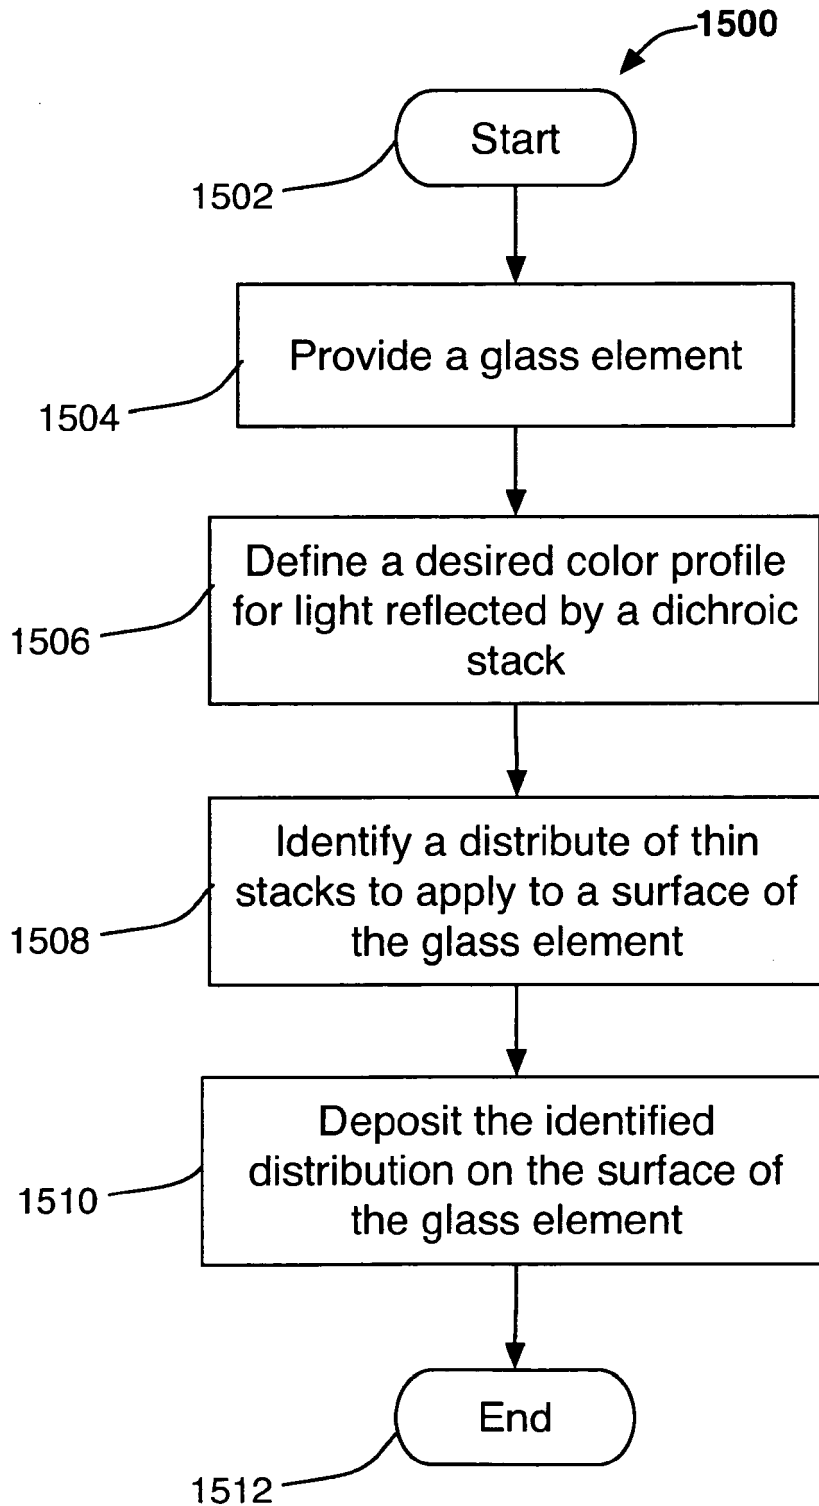 1500
Start
1502
Provide a glass element
1504
Define a desired color profile
for light reflected by a dichroic
stack
1506
Identify a distribute of thin
stacks to apply to a surface of
the glass element
1508
Deposit the identified
distribution on the surface of
the glass element
1510
End
1512